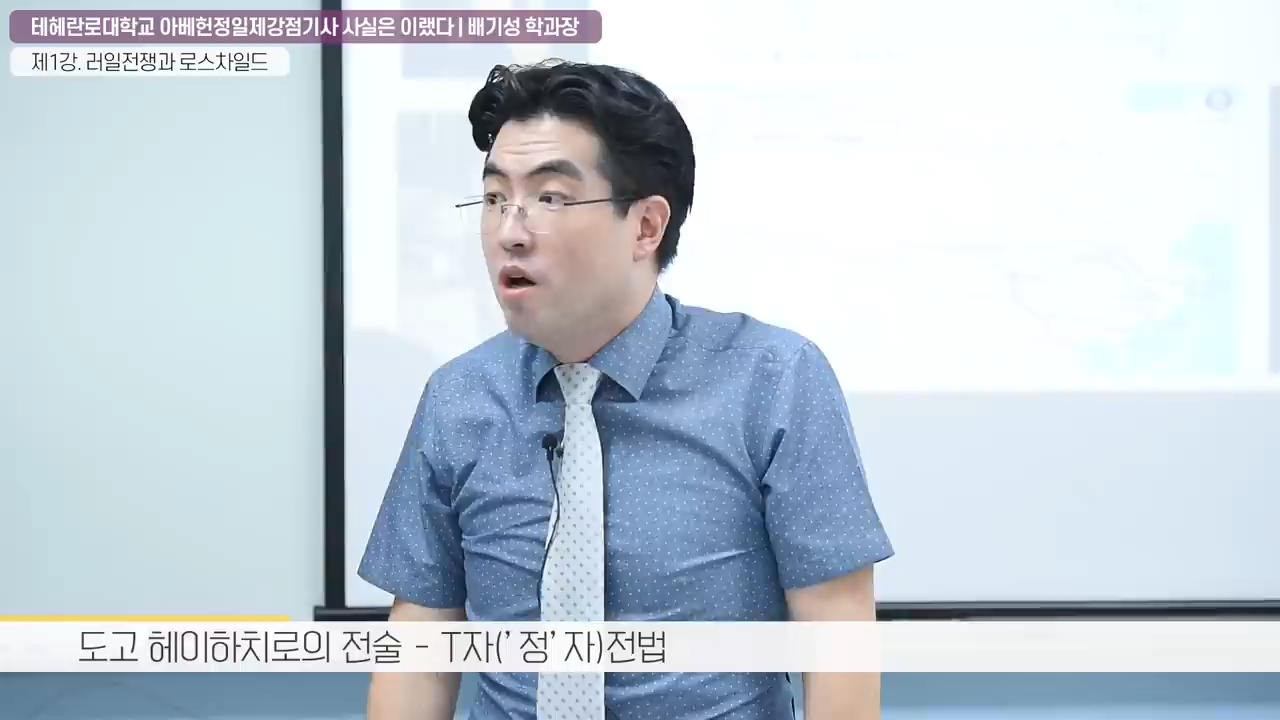 테헤란로대학교 아베헌정일제강점기사 사실은 이랬다 | 배기성 학과장
제1강. 러일전쟁과 로스차일드
도고 헤이하치로의 전술 - T자(’정’자)전법